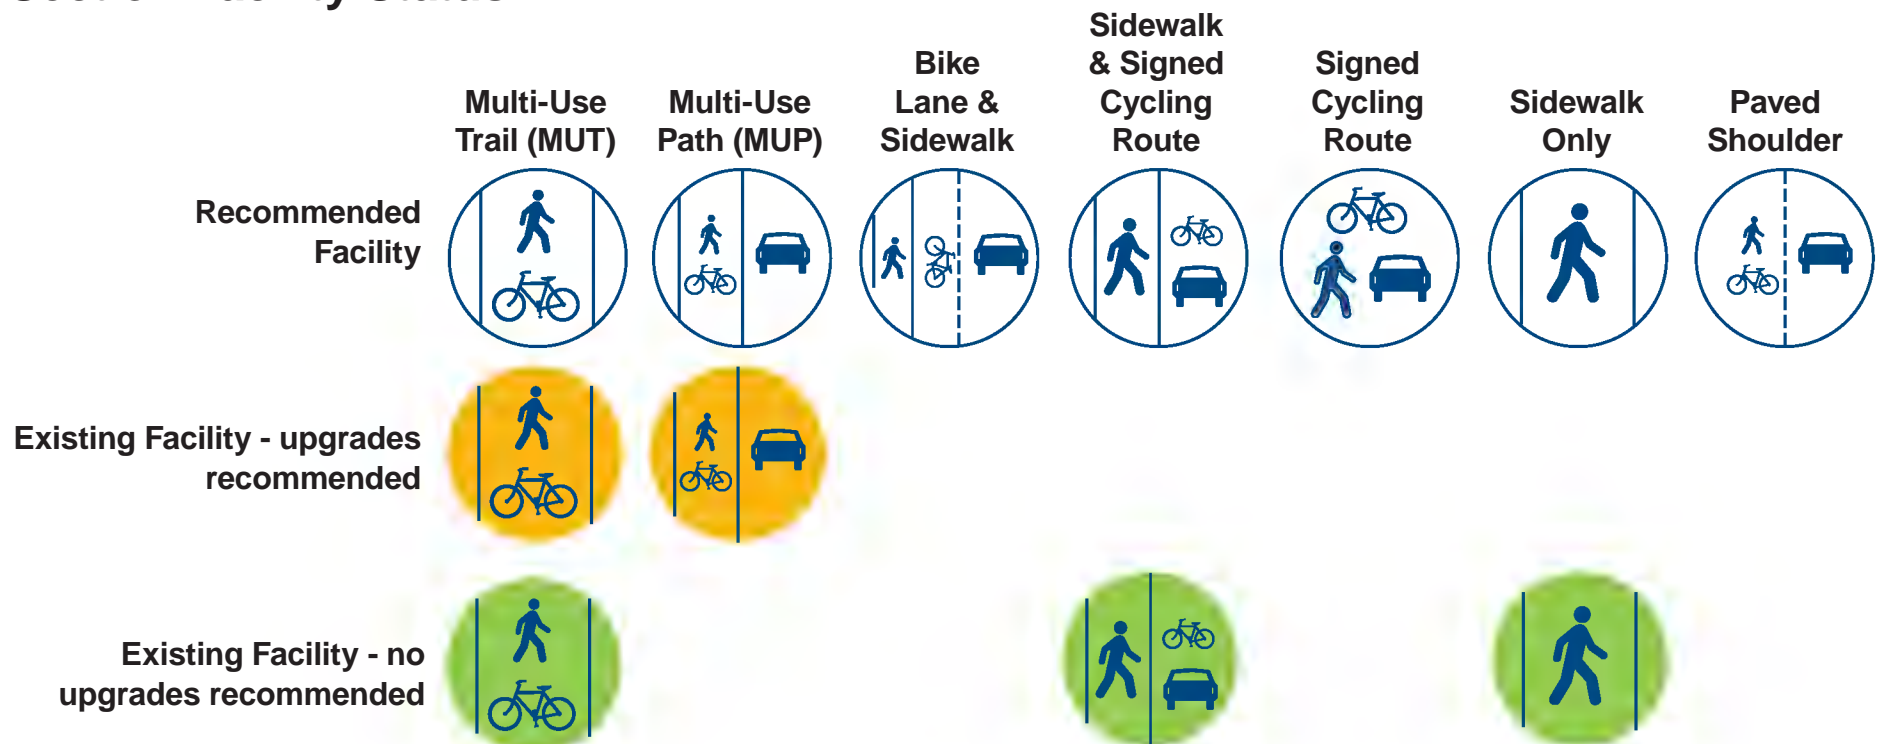 Sidewalk
& Signed
Cycling
Route
Bike
Lane &
Sidewalk
Signed
Cycling
Route
Multi-Use
Trail (MUT)
Multi-Use
Path (MUP)
Sidewalk
Only
Paved
Shoulder
Recommended
Facility
Existing Facility - upgrades
recommended
Existing Facility - no
upgrades recommended